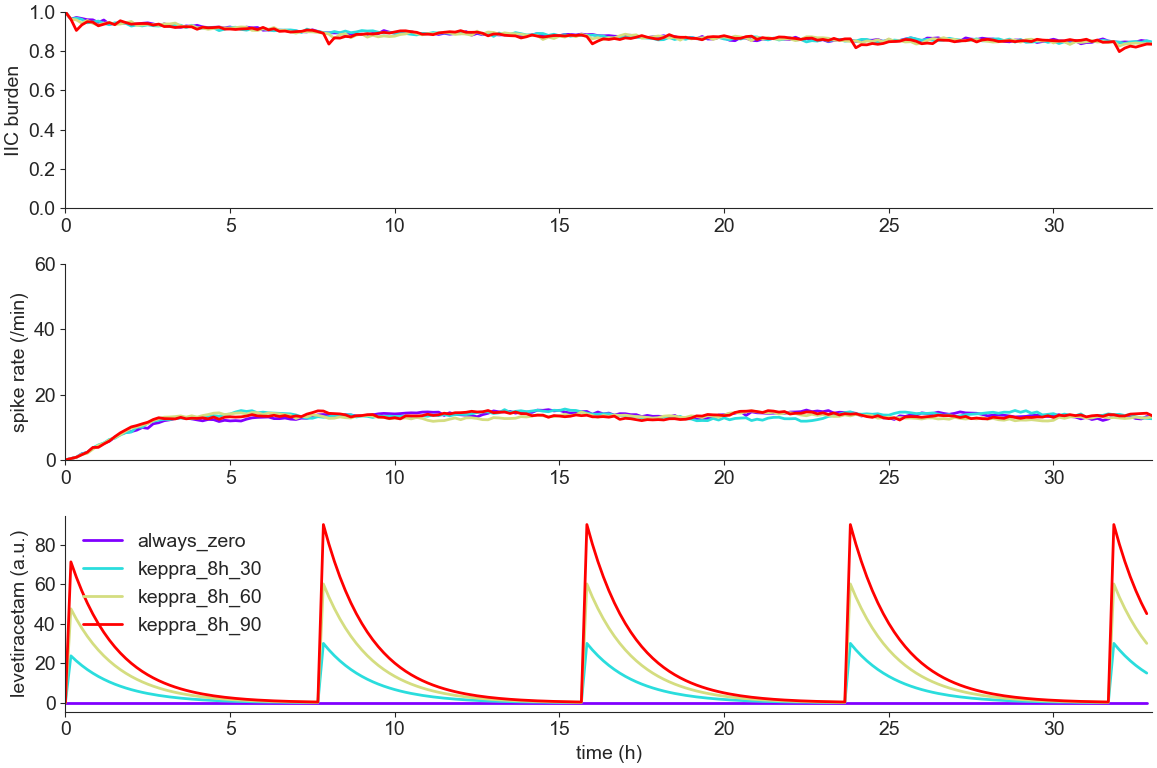 IIC burden
1.0
0.8
0.6
0.4
0.2
0.0
0 5 10 15 20 25 30
spike rate (/min)
60
40
20
0
0 5 10 15 20 25 30
levetiracetam (a.u.)
80
60
40
20
0
always_zero
keppra_8h_30
keppra_8h_60
keppra_8h_90
0 5 10 15 20 25 30
time (h)